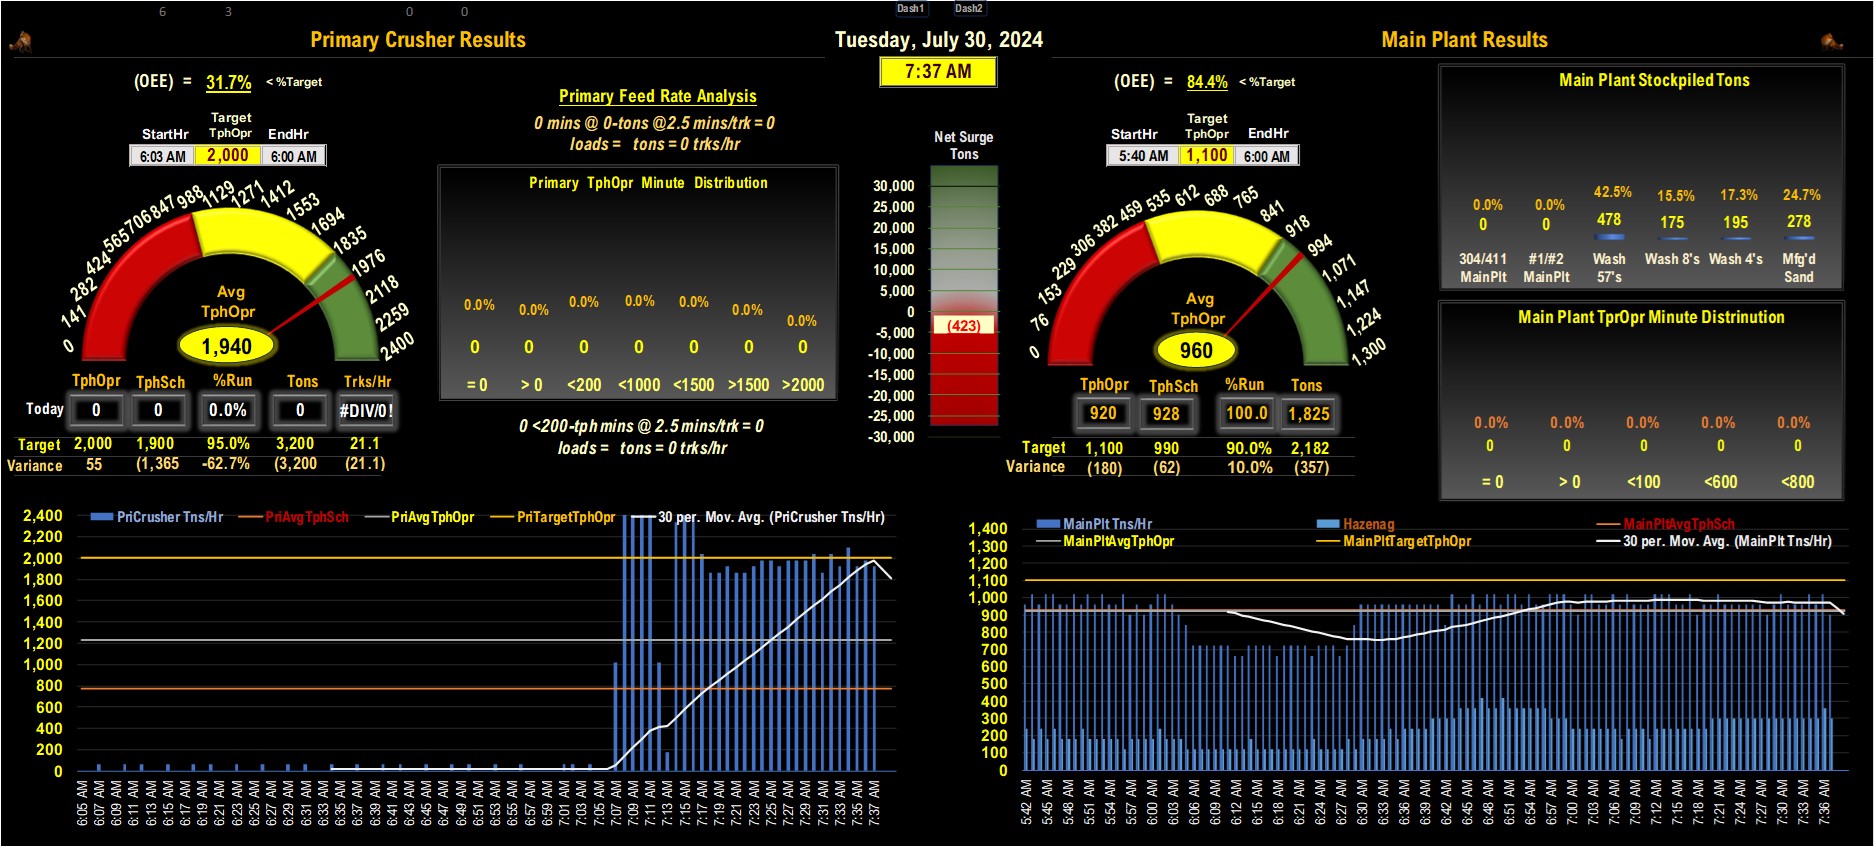 6 3 0 0 Dash1 Dash2
Primary Crusher Results
Tuesday, July 30, 2024
7:37 AM
Main Plant Results
(OEE) = 31.7% < %Target
StartHr Target TphOpr EndHr
6:03 AM 2,000 6:00 AM
0 141 282 424 565 706 847 988 1129 1271 1412 1553 1694 1835 1976 2118 2259 2400
Avg
TphOpr
1,940
TphOpr TphSch %Run Tons Trks/Hr
Today 0 0 0.0% 0 #DIV/0!
Target 2,000 1,900 95.0% 3,200 21.1
Variance 55 (1,365 -62.7% (3,200 (21.1)
Primary Feed Rate Analysis
0 mins @ 0-tons @2.5 mins/trk = 0
loads = tons = 0 trks/hr
Primary TphOpr Minute Distribution
0.0% 0.0% 0.0% 0.0% 0.0% 0.0% 0.0%
0 0 0 0 0 0 0
= 0 > 0 <200 <1000 <1500 >1500 >2000
0 <200-tph mins @ 2.5 mins/trk = 0
loads = tons = 0 trks/hr
Net Surge
Tons
30,000
25,000
20,000
15,000
10,000
5,000
0
-5,000
-10,000
-15,000
-20,000
-25,000
-30,000
(423)
(OEE) = 84.4% < %Target
StartHr Target TphOpr EndHr
5:40 AM 1,100 6:00 AM
0 76 153 229 306 382 459 535 612 688 765 841 918 994 1,071 1,147 1,224 1,300
Avg
TphOpr
960
TphOpr TphSch %Run Tons
920 928 100.0 1,825
Target 1,100 990 90.0% 2,182
Variance (180) (62) 10.0% (357)
Main Plant Stockpiled Tons
0.0% 0.0% 42.5% 15.5% 17.3% 24.7%
0 0 478 175 195 278
304/411 #1/#2 Wash Wash 8's Wash 4's Mfg'd
MainPlt MainPlt 57's Sand
Main Plant TprOpr Minute Distrinution
0.0% 0.0% 0.0% 0.0% 0.0%
0 0 0 0 0
= 0 > 0 <100 <600 <800
PriCrusher Tns/Hr PriAvgTphSch PriAvgTphOpr PriTargetTphOpr 30 per. Mov. Avg. (PriCrusher Tns/Hr)
2,400
2,200
2,000
1,800
1,600
1,400
1,200
1,000
800
600
400
200
0
6:05 AM 6:07 AM 6:09 AM 6:11 AM 6:13 AM 6:15 AM 6:17 AM 6:19 AM 6:21 AM 6:23 AM 6:25 AM 6:27 AM 6:29 AM 6:31 AM 6:33 AM 6:35 AM 6:37 AM 6:39 AM 6:41 AM 6:43 AM 6:45 AM 6:47 AM 6:49 AM 6:51 AM 6:53 AM 6:55 AM 6:57 AM 6:59 AM 7:01 AM 7:03 AM 7:05 AM 7:07 AM 7:09 AM 7:11 AM 7:13 AM 7:15 AM 7:17 AM 7:19 AM 7:21 AM 7:23 AM 7:25 AM 7:27 AM 7:29 AM 7:31 AM 7:33 AM 7:35 AM 7:37 AM
MainPlt Tns/Hr Hazenag MainPltAvgTphSch
MainPltAvgTphOpr MainPltTargetTphOpr 30 per. Mov. Avg. (MainPlt Tns/Hr)
1,400
1,300
1,200
1,100
1,000
900
800
700
600
500
400
300
200
100
0
5:42 AM 5:45 AM 5:48 AM 5:51 AM 5:54 AM 5:57 AM 6:00 AM 6:03 AM 6:06 AM 6:09 AM 6:12 AM 6:15 AM 6:18 AM 6:21 AM 6:24 AM 6:27 AM 6:30 AM 6:33 AM 6:36 AM 6:39 AM 6:42 AM 6:45 AM 6:48 AM 6:51 AM 6:54 AM 6:57 AM 7:00 AM 7:03 AM 7:06 AM 7:09 AM 7:12 AM 7:15 AM 7:18 AM 7:21 AM 7:24 AM 7:27 AM 7:30 AM 7:33 AM 7:36 AM